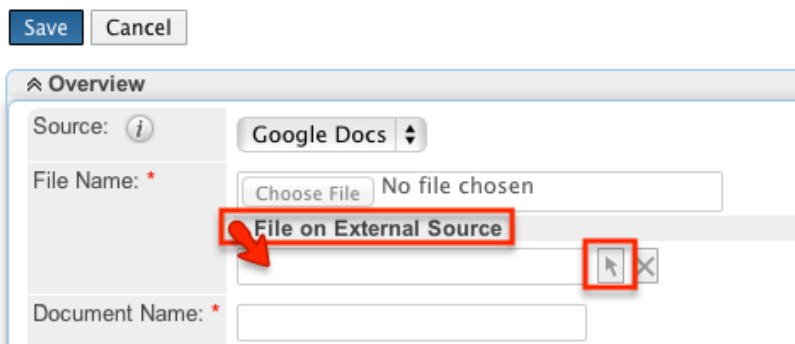 Save Cancel
Overview
Source: i Google Docs
File Name: * Choose File No file chosen
File on External Source
Document Name: *